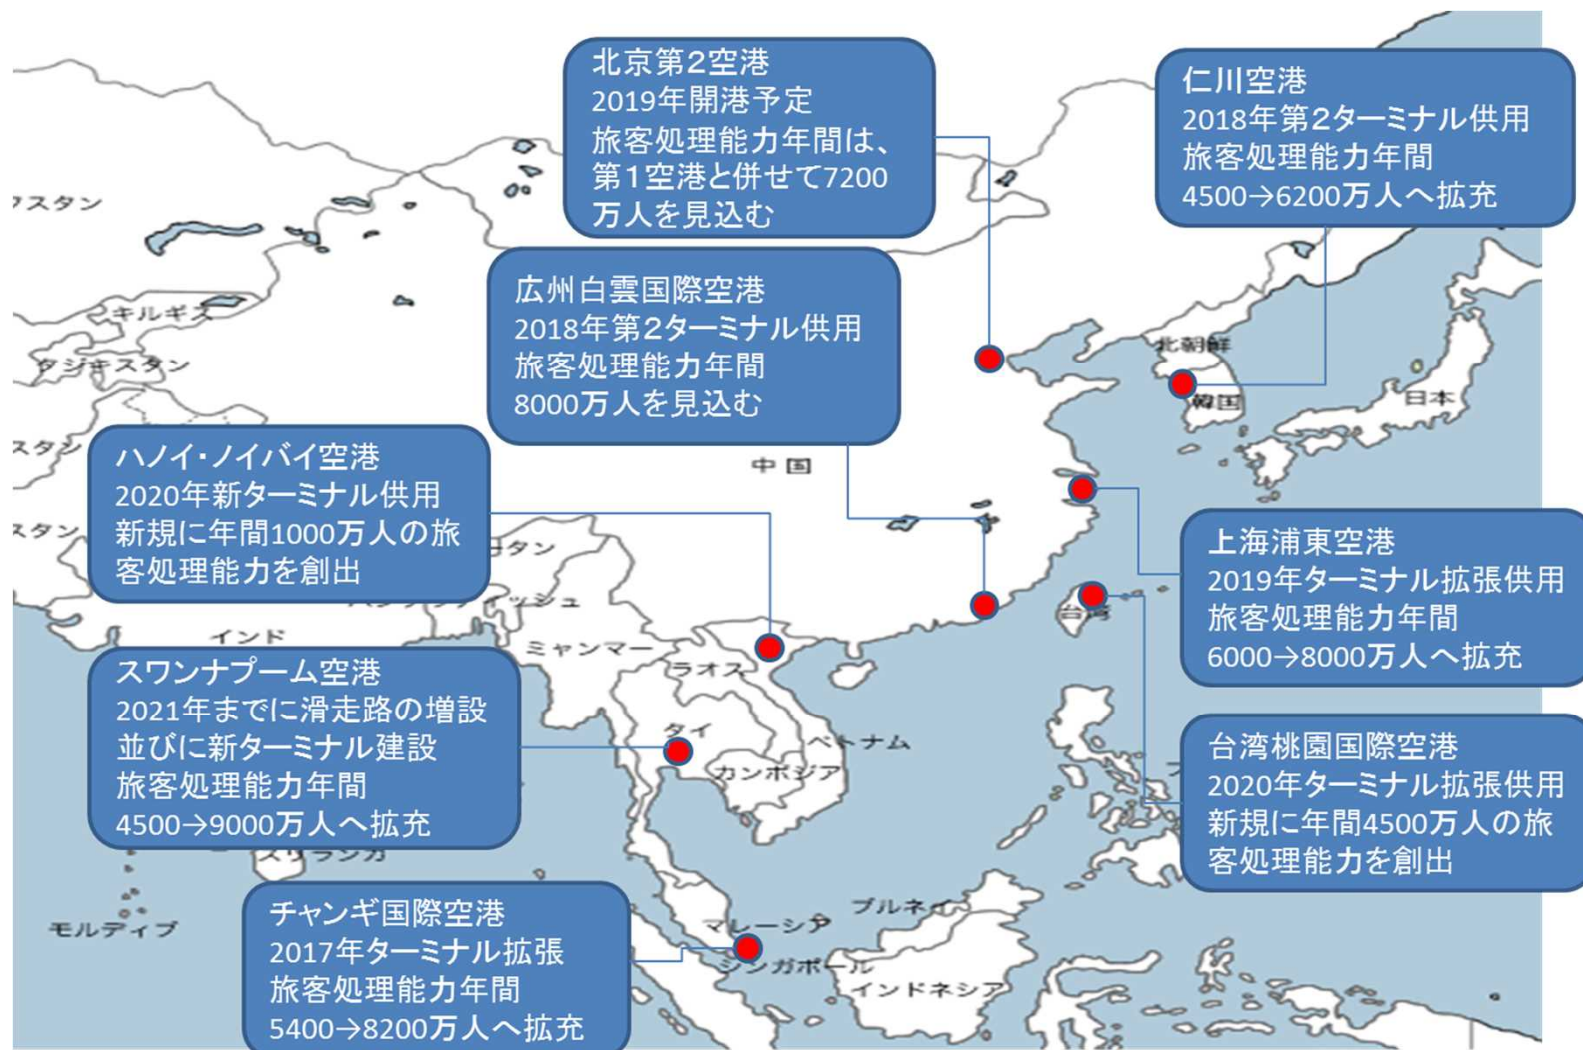 北京第２空港
2019年開港予定
旅客処理能力年間は、
第１空港と併せて7200
万人を見込む
仁川空港
2018年第２ターミナル供用
旅客処理能力年間
4500→6200万人へ拡充
広州白雲国際空港
2018年第２ターミナル供用
旅客処理能力年間
8000万人を見込む
ハノイ・ノイバイ空港
2020年新ターミナル供用
新規に年間1000万人の旅
客処理能力を創出
上海浦東空港
2019年ターミナル拡張供用
旅客処理能力年間
6000→8000万人へ拡充
スワンナプーム空港
2021年までに滑走路の増設
並びに新ターミナル建設
旅客処理能力年間
4500→9000万人へ拡充
台湾桃園国際空港
2020年ターミナル拡張供用
新規に年間4500万人の旅
客処理能力を創出
チャンギ国際空港
2017年ターミナル拡張
旅客処理能力年間
5400→8200万人へ拡充
フスタン
キルギス
タジキスタン
スタン
スタン
ータン
インド
ミャンマー
ラオス
タイ
ベトナム
カンボジア
スリランカ
モルディブ
マレーシア
シンガポール
ブルネイ
インドネシア
中国
北朝鮮
韓国
日本
台湾